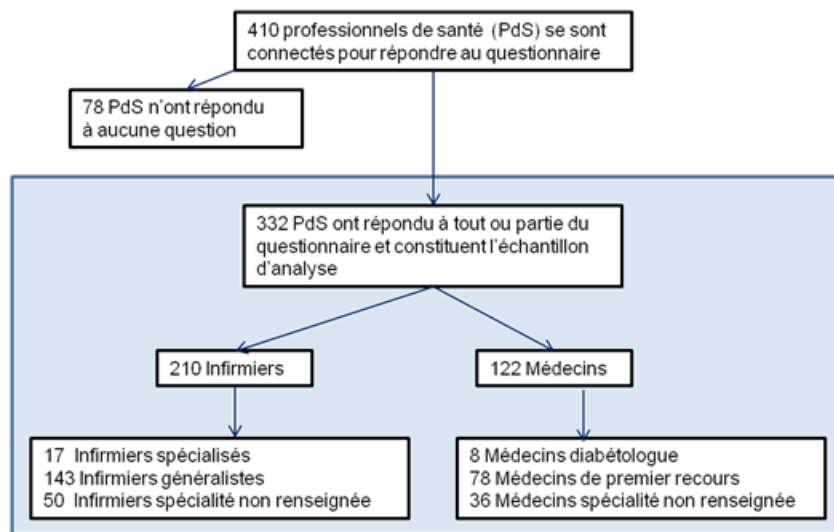 410 professionnels de santé (PdS) se sont
connectés pour répondre au questionnaire
78 PdS n'ont répondu
à aucune question
332 PdS ont répondu à tout ou partie du
questionnaire et constituent l'échantillon
d'analyse
210 Infirmiers
122 Médecins
17 Infirmiers spécialisés
143 Infirmiers généralistes
50 Infirmiers spécialité non renseignée
8 Médecins diabétologue
78 Médecins de premier recours
36 Médecins spécialité non renseignée